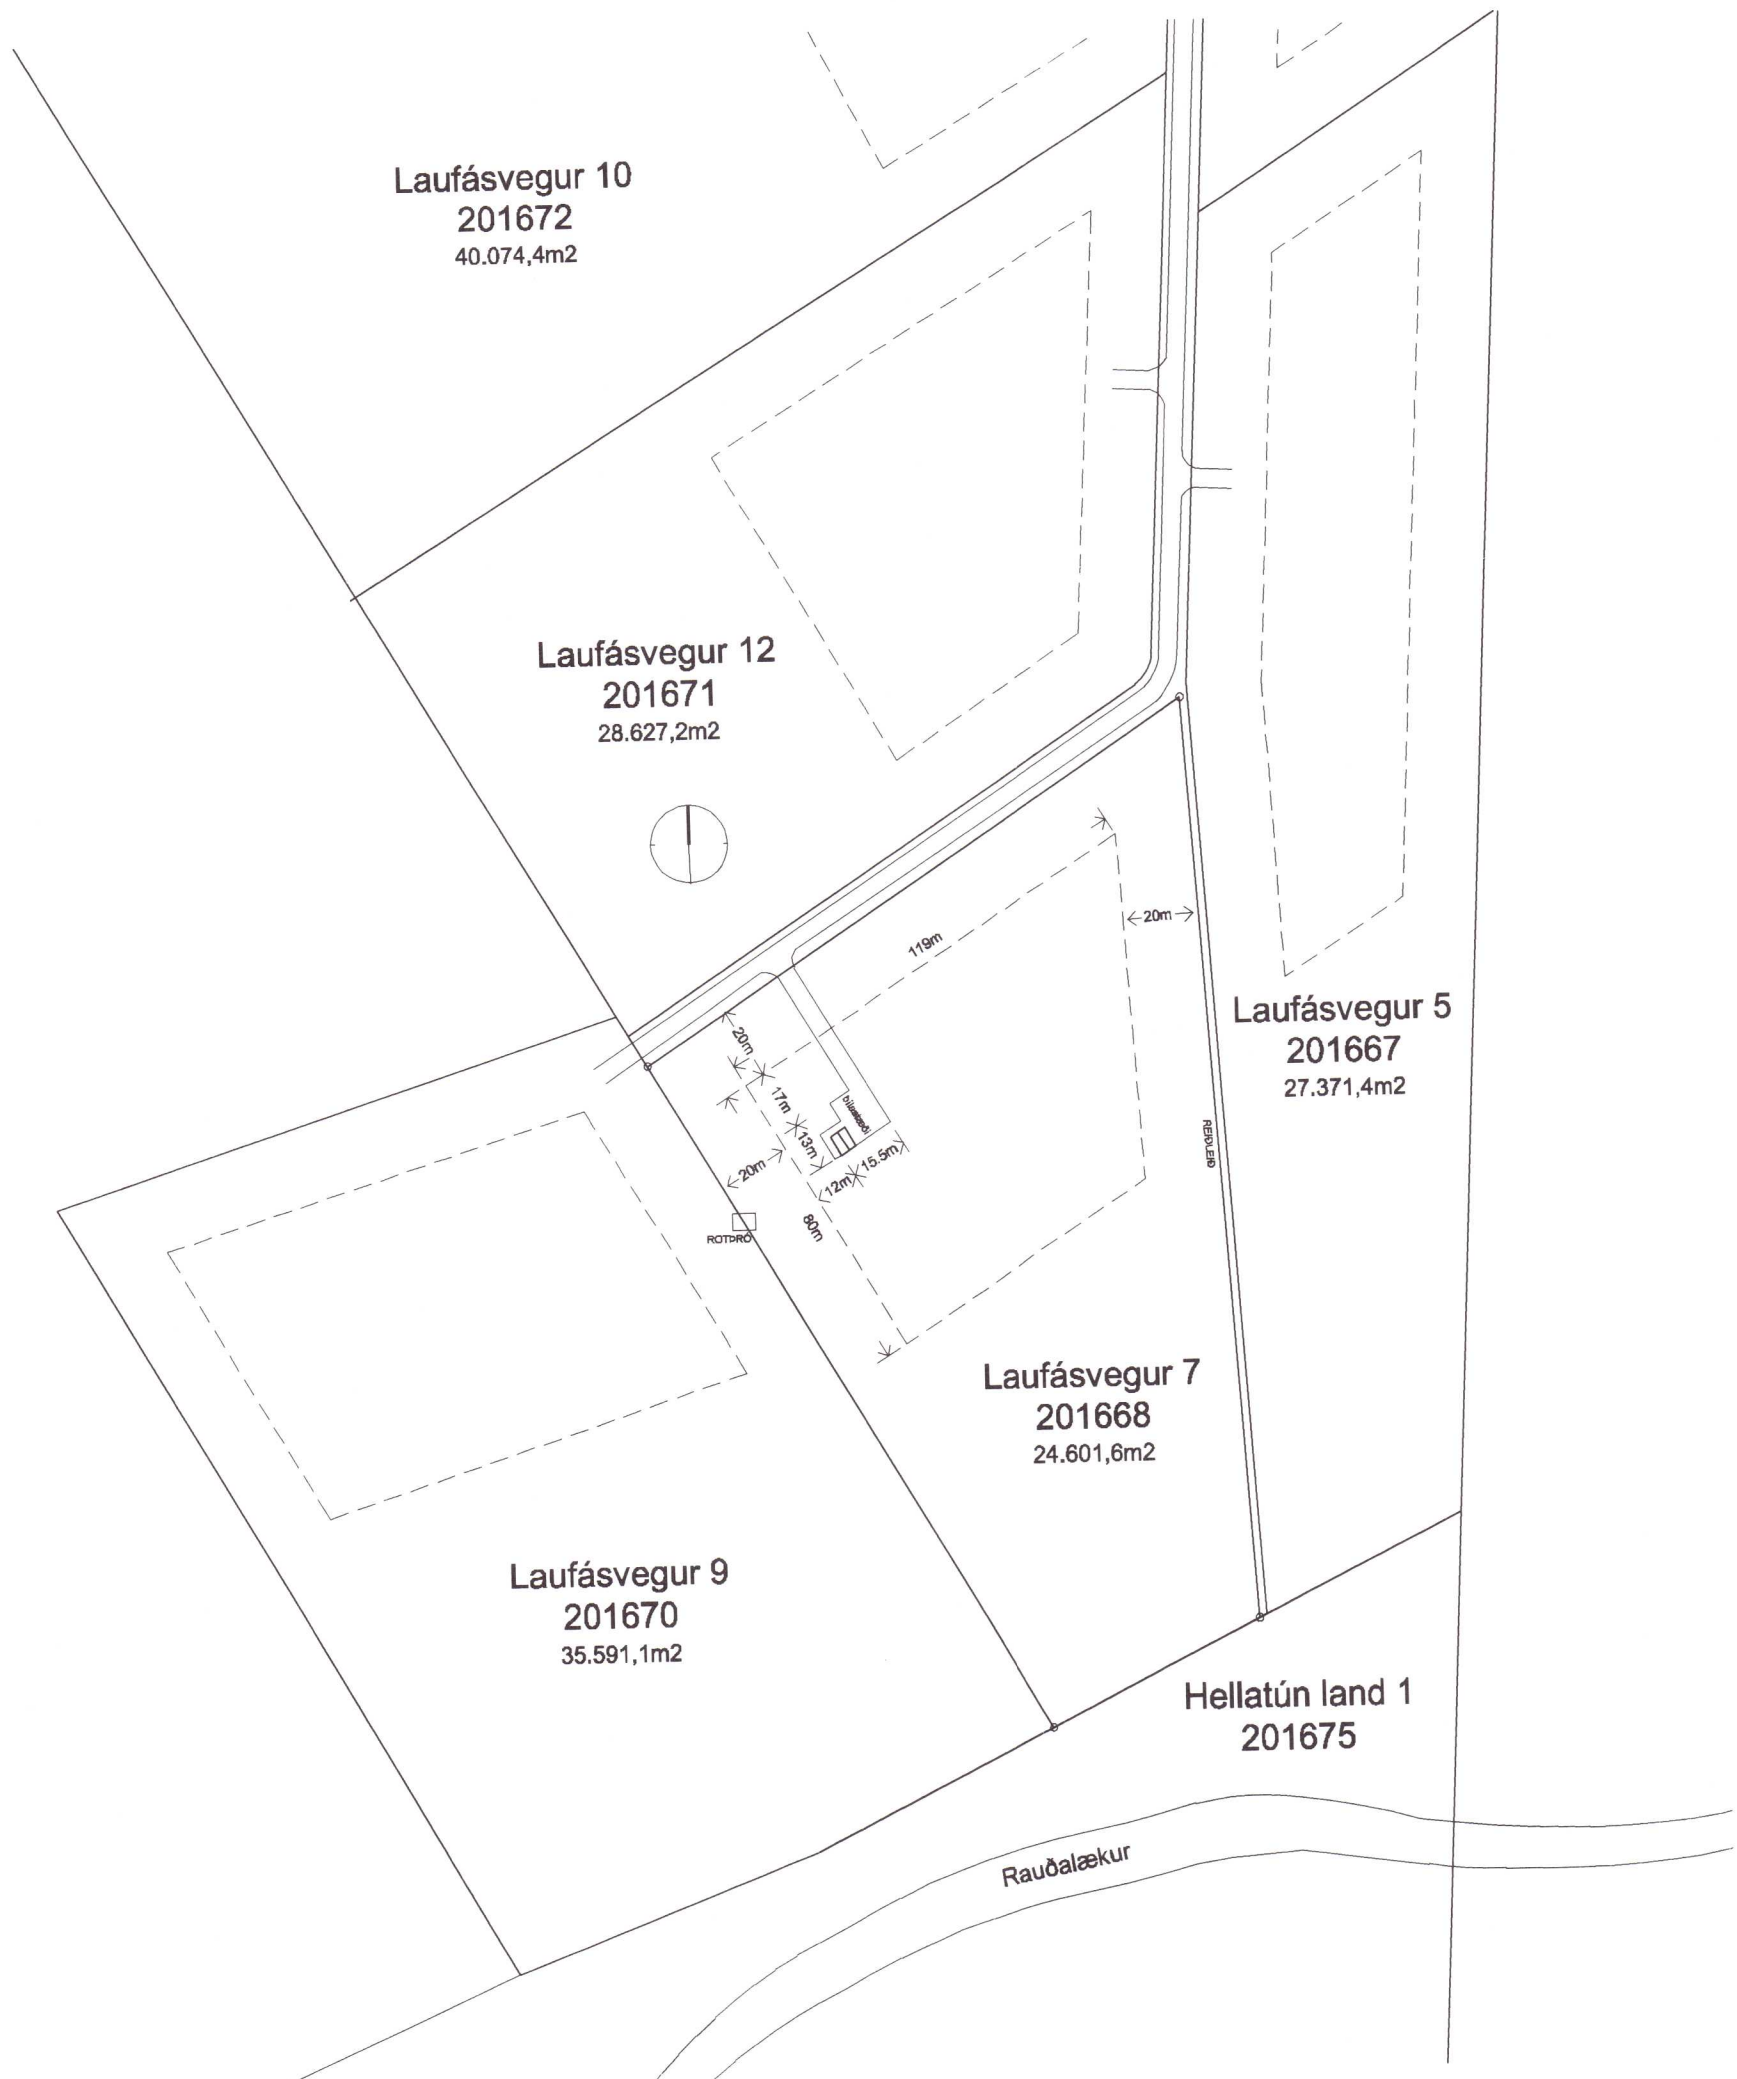 Laufásvegur 10
201672
40.074,4m2
Laufásvegur 12
201671
28.627,2m2
119m
20m
Laufásvegur 5
201667
27.371,4m2
20m
17m
bílastæði
13m
15.5m
12m
20m
80m
ROTÞRÓ
REIÐLEIÐ
Laufásvegur 7
201668
24.601,6m2
Laufásvegur 9
201670
35.591,1m2
Hellatún land 1
201675
Rauðalækur